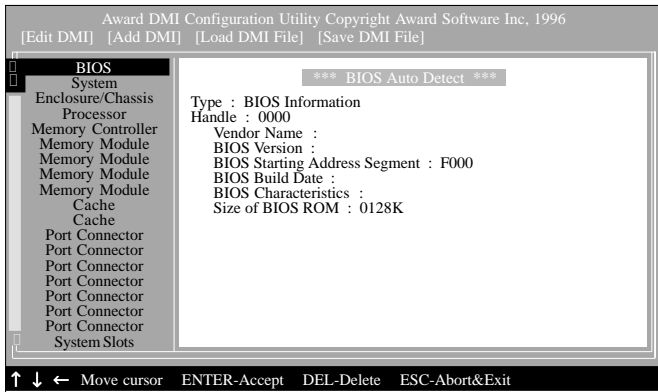 Award DMI Configuration Utility Copyright Award Software Inc, 1996
[Edit DMI] [Add DMI] [Load DMI File] [Save DMI File]
BIOS
System
Enclosure/Chassis
Processor
Memory Controller
Memory Module
Memory Module
Memory Module
Memory Module
Cache
Cache
Port Connector
Port Connector
Port Connector
Port Connector
Port Connector
Port Connector
Port Connector
System Slots
*** BIOS Auto Detect ***
Type : BIOS Information
Handle : 0000
Vendor Name :
BIOS Version :
BIOS Starting Address Segment : F000
BIOS Build Date :
BIOS Characteristics :
Size of BIOS ROM : 0128K
↑ ↓ ← Move cursor ENTER-Accept DEL-Delete ESC-Abort&Exit